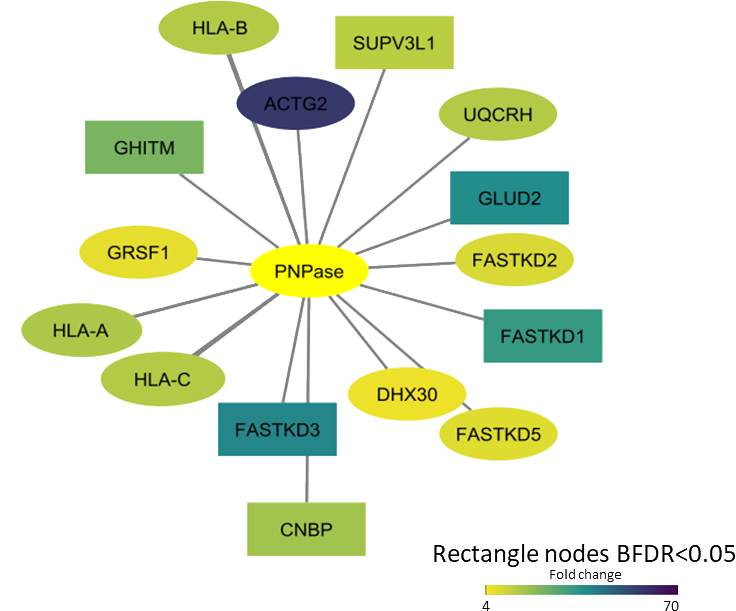 HLA-B
SUPV3L1
ACTG2
UQCRH
GHITM
GLUD2
GRSF1
FASTKD2
PNPase
HLA-A
FASTKD1
HLA-C
DHX30
FASTKD3
FASTKD5
CNBP
Rectangle nodes BFDR<0.05
Fold change
4 70